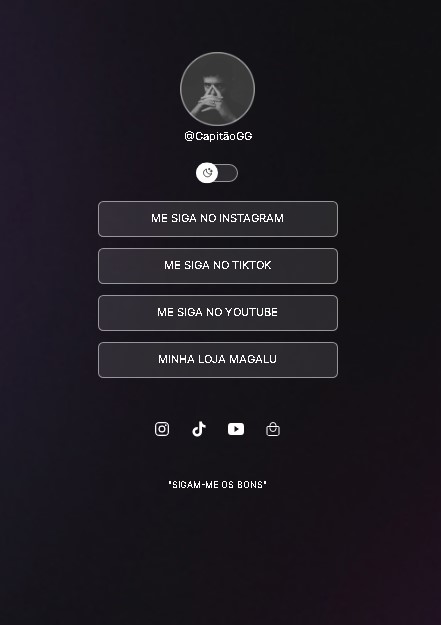 @CapitãoGG
ME SIGA NO INSTAGRAM
ME SIGA NO TIKTOK
ME SIGA NO YOUTUBE
MINHA LOJA MAGALU
"SIGAM-ME OS BONS"